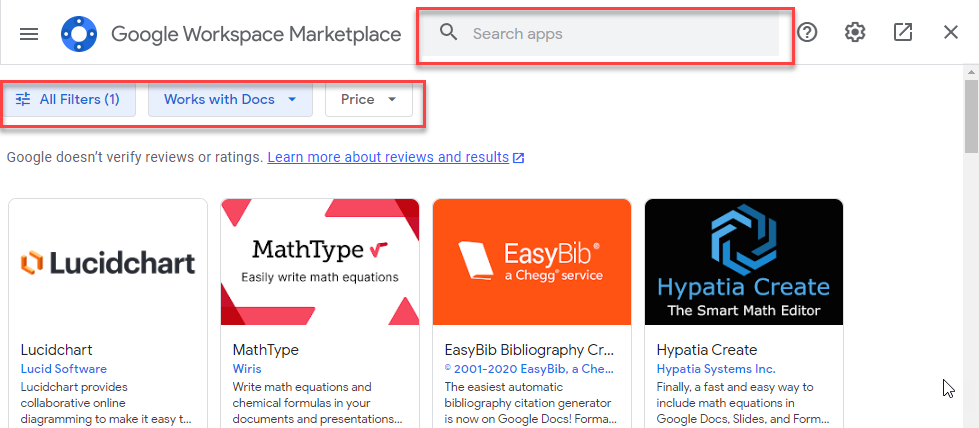 Google Workspace Marketplace
Search apps
All Filters (1)
Works with Docs
Price
Google doesn't verify reviews or ratings. Learn more about reviews and results
Lucidchart
MathType
Easily write math equations
EasyBib®
a Chegg® service
Hypatia Create
The Smart Math Editor
Lucidchart
Lucid Software
Lucidchart provides
collaborative online
diagramming to make it easy t...
MathType
Wiris
Write math equations and
chemical formulas in your
documents and presentations...
EasyBib Bibliography Cr...
© 2001-2020 EasyBib, a Che...
The easiest automatic
bibliography citation generator
is now on Google Docs! Forma...
Hypatia Create
Hypatia Systems Inc.
Finally, a fast and easy way to
include math equations in
Google Docs, Slides, and Form...